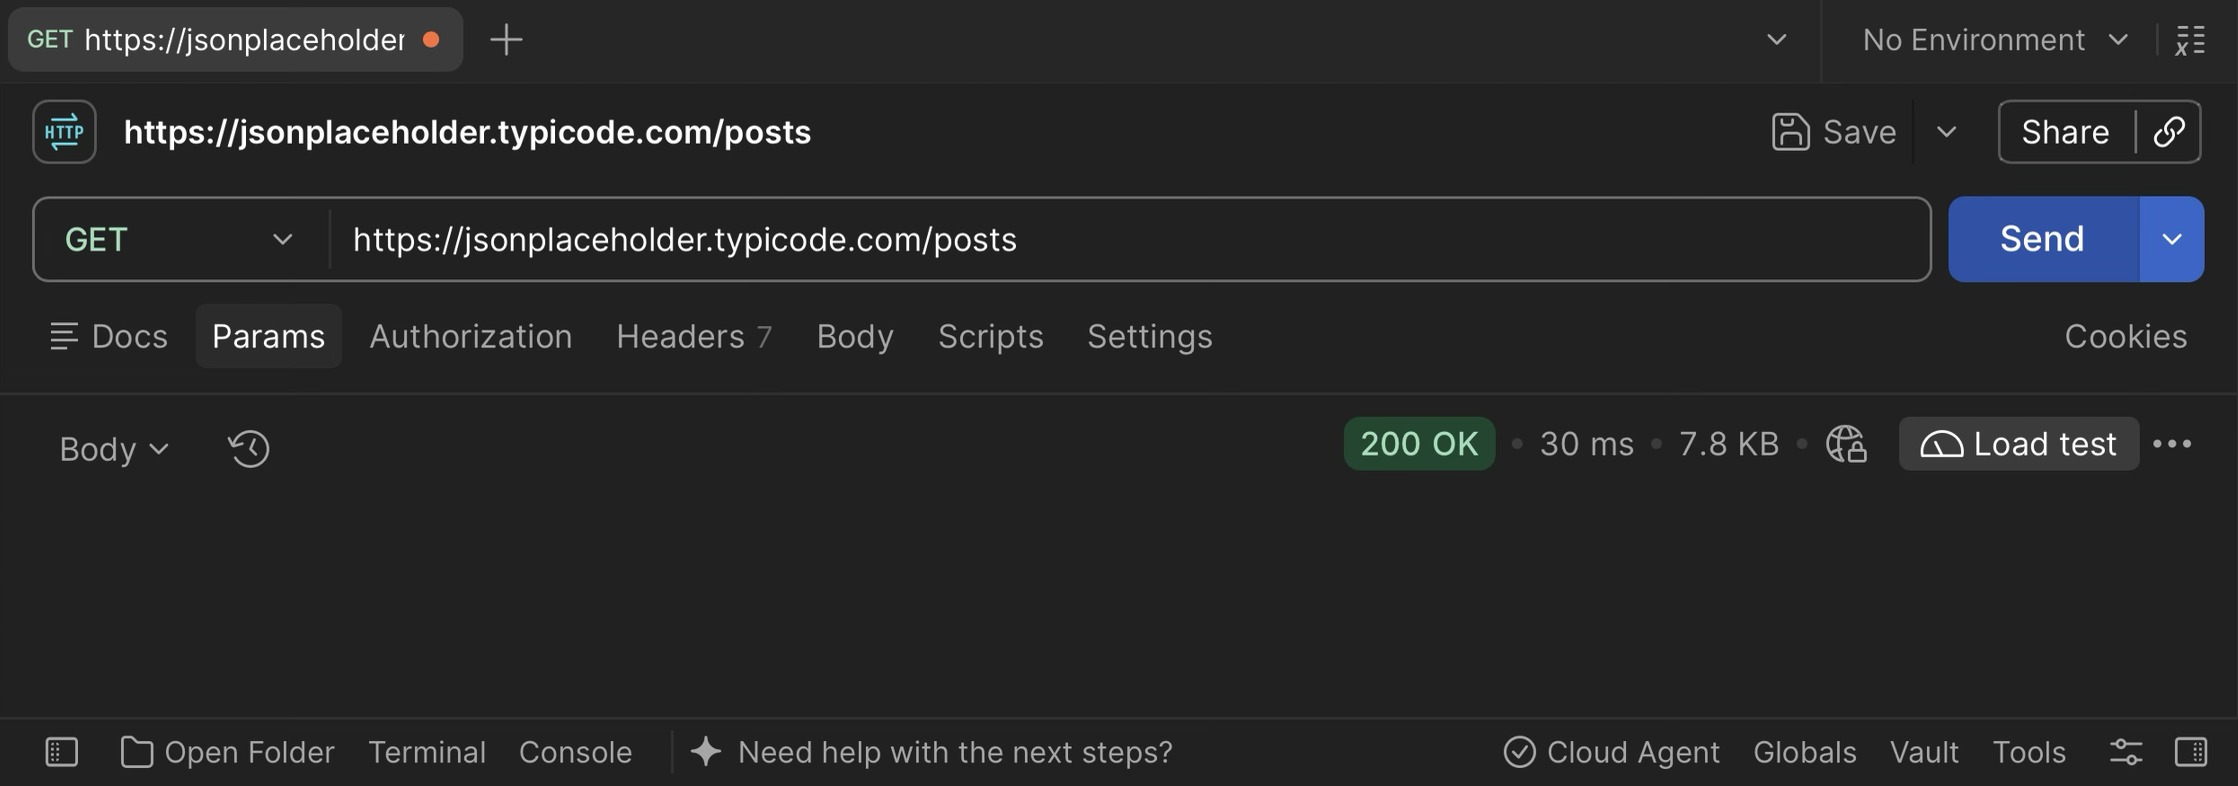 GET https://jsonplaceholder
No Environment
HTTP https://jsonplaceholder.typicode.com/posts
Save
Share
GET https://jsonplaceholder.typicode.com/posts
Send
Docs Params Authorization Headers 7 Body Scripts Settings Cookies
Body
200 OK • 30 ms • 7.8 KB •
Load test
Open Folder Terminal Console Need help with the next steps? Cloud Agent Globals Vault Tools